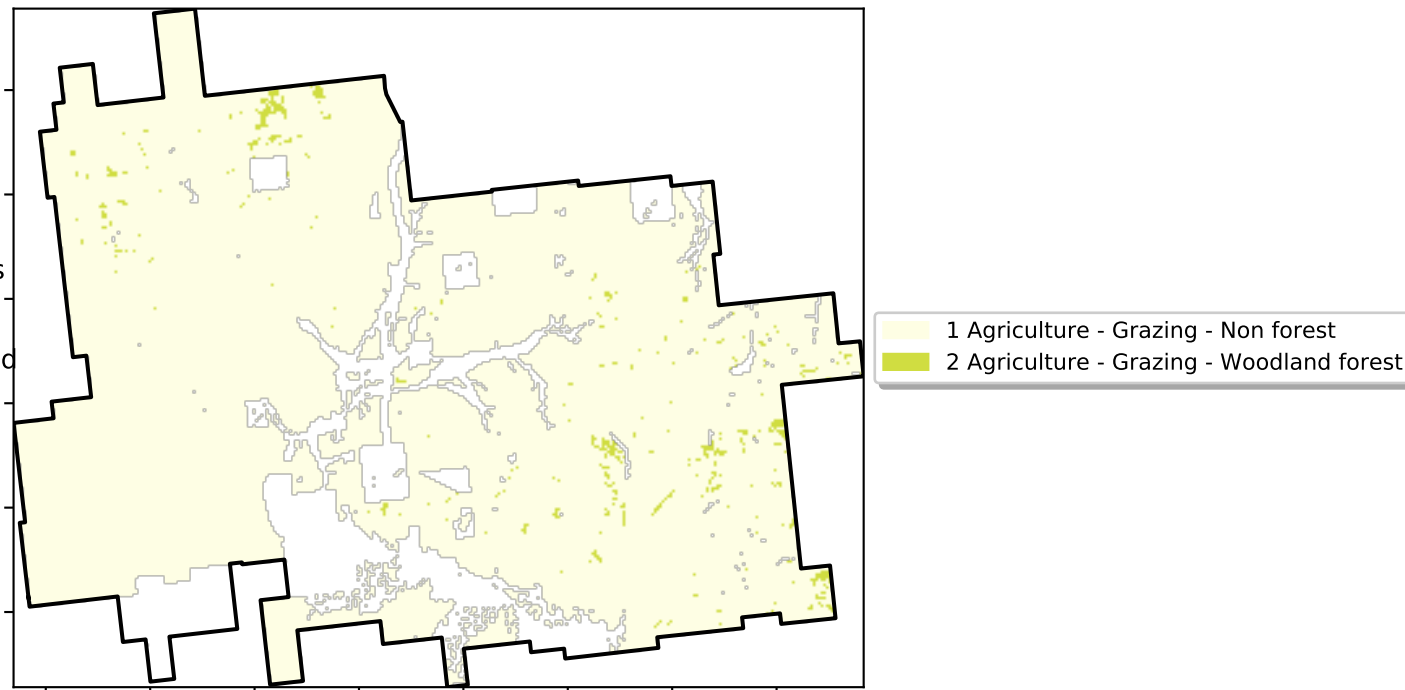 s
d
1 Agriculture - Grazing - Non forest
2 Agriculture - Grazing - Woodland forest